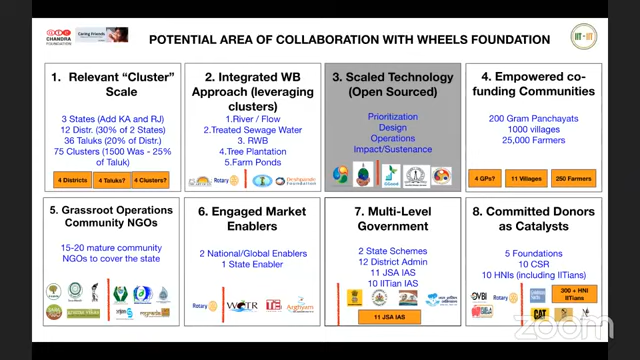 CHANDRA
FOUNDATION
Caring Friends
POTENTIAL AREA OF COLLABORATION WITH WHEELS FOUNDATION
1. Relevant “Cluster”
Scale
3 States (Add KA and RJ)
12 Distr. (30% of 2 States)
36 Taluks (20% of Distr.)
75 Clusters (1500 Was - 25%
of Taluk)
4 Districts
4 Taluks?
4 Clusters?
2. Integrated WB
Approach (leveraging
clusters)
1.River / Flow
2.Treated Sewage Water
3. RWB
4.Tree Plantation
5.Farm Ponds
Rotary
Deshpande
Foundation
3. Scaled Technology
(Open Sourced)
Prioritization
Design
Operations
Impact/Sustenance
4. Empowered co-
funding Communities
200 Gram Panchayats
1000 villages
25,000 Farmers
4 GPs?
11 Villages
250 Farmers
5. Grassroot Operations
Community NGOs
15-20 mature community
NGOs to cover the state
6. Engaged Market
Enablers
2 National/Global Enablers
1 State Enabler
Rotary
WOTR
Arghyam
7. Multi-Level
Government
2 State Schemes
12 District Admin
11 JSA IAS
10 IITian IAS
11 JSA IAS
8. Committed Donors
as Catalysts
5 Foundations
10 CSR
10 HNIs (including IITians)
Rotary
300 + HNI
IITians
CAT
zoom